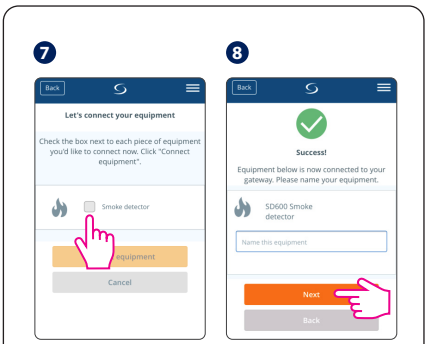 7
8
Back
Let's connect your equipment
Check the box next to each piece of equipment
you'd like to connect now. Click "Connect
equipment".
Smoke detector
equipment
Cancel
Back
Success!
Equipment below is now connected to your
gateway. Please name your equipment.
SD600 Smoke
detector
Name this equipment
Next
Back